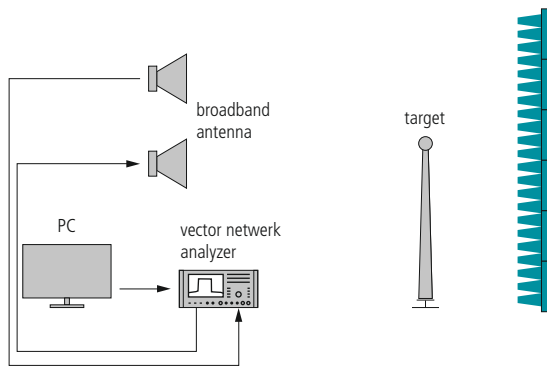 broadband
antenna
target
PC
vector netwerk
analyzer